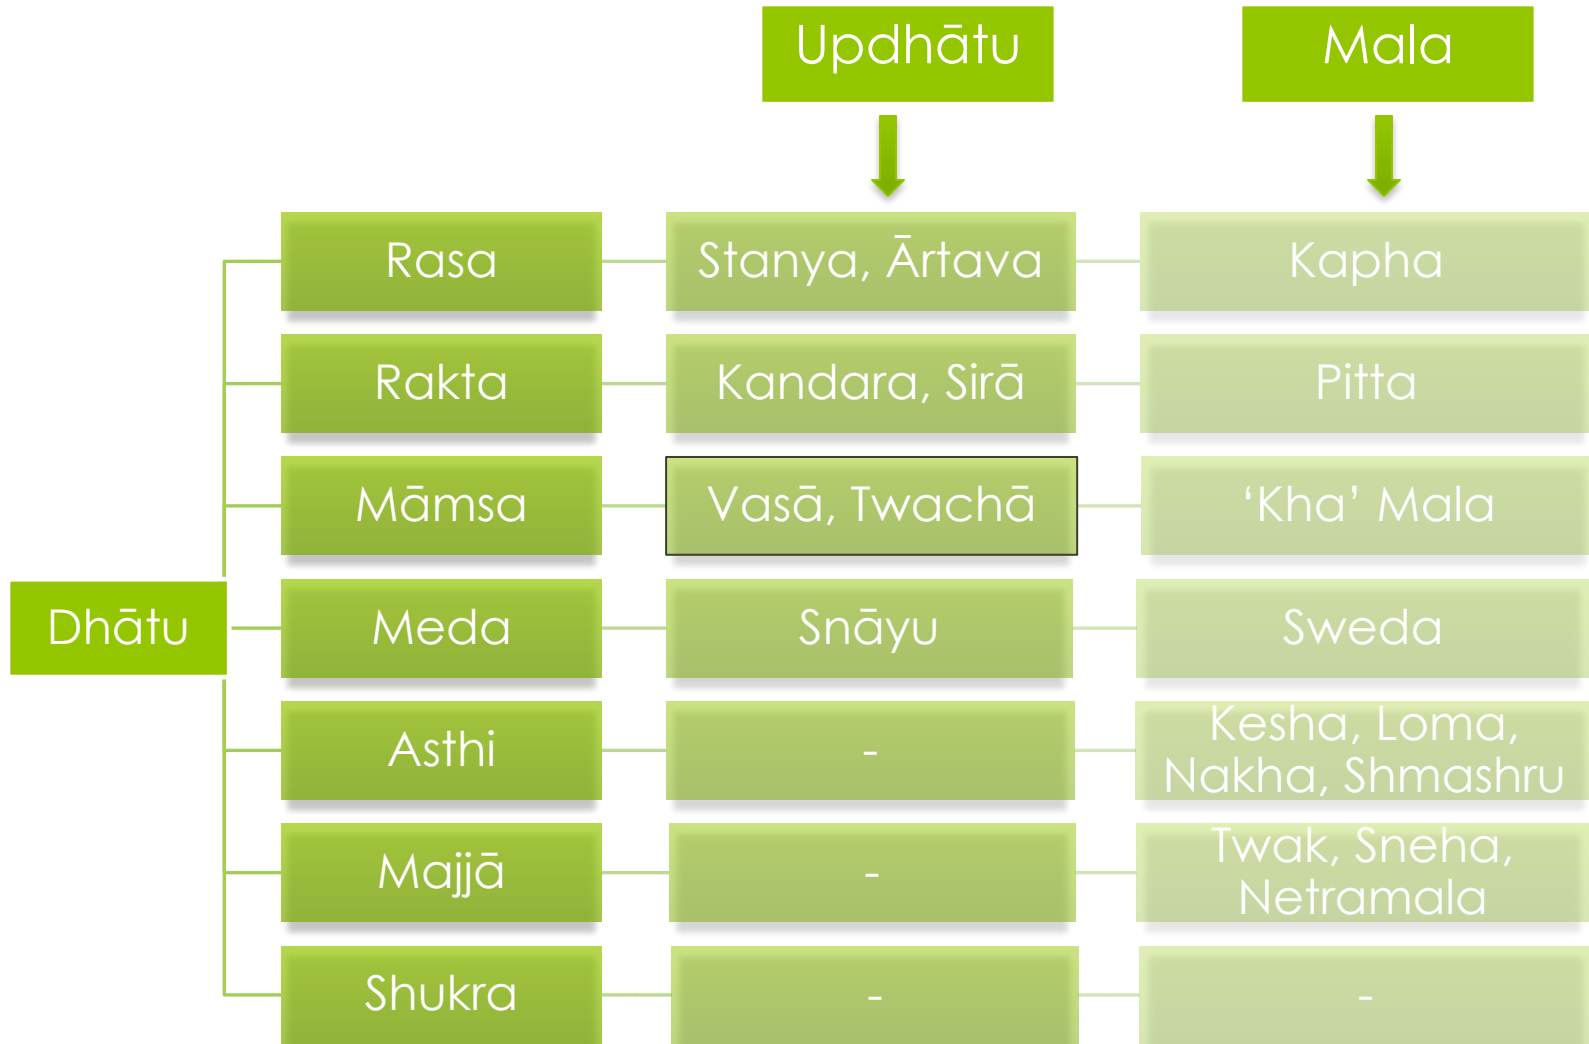 Updhātu
Mala
Rasa
Stanya, Ārtava
Kapha
Rakta
Kandara, Sirā
Pitta
Māmsa
Vasā, Twachā
‘Kha’ Mala
Dhātu
Meda
Snāyu
Sweda
Asthi
-
Kesha, Loma,
Nakha, Shmashru
Majjā
-
Twak, Sneha,
Netramala
Shukra
-
-